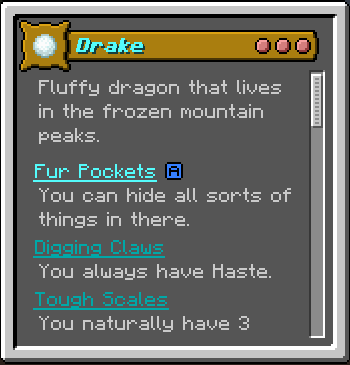 Drake
Fluffy dragon that lives
in the frozen mountain
peaks.
Fur Pockets A
You can hide all sorts of
things in there.
Digging Claws
You always have Haste.
Tough Scales
You naturally have 3